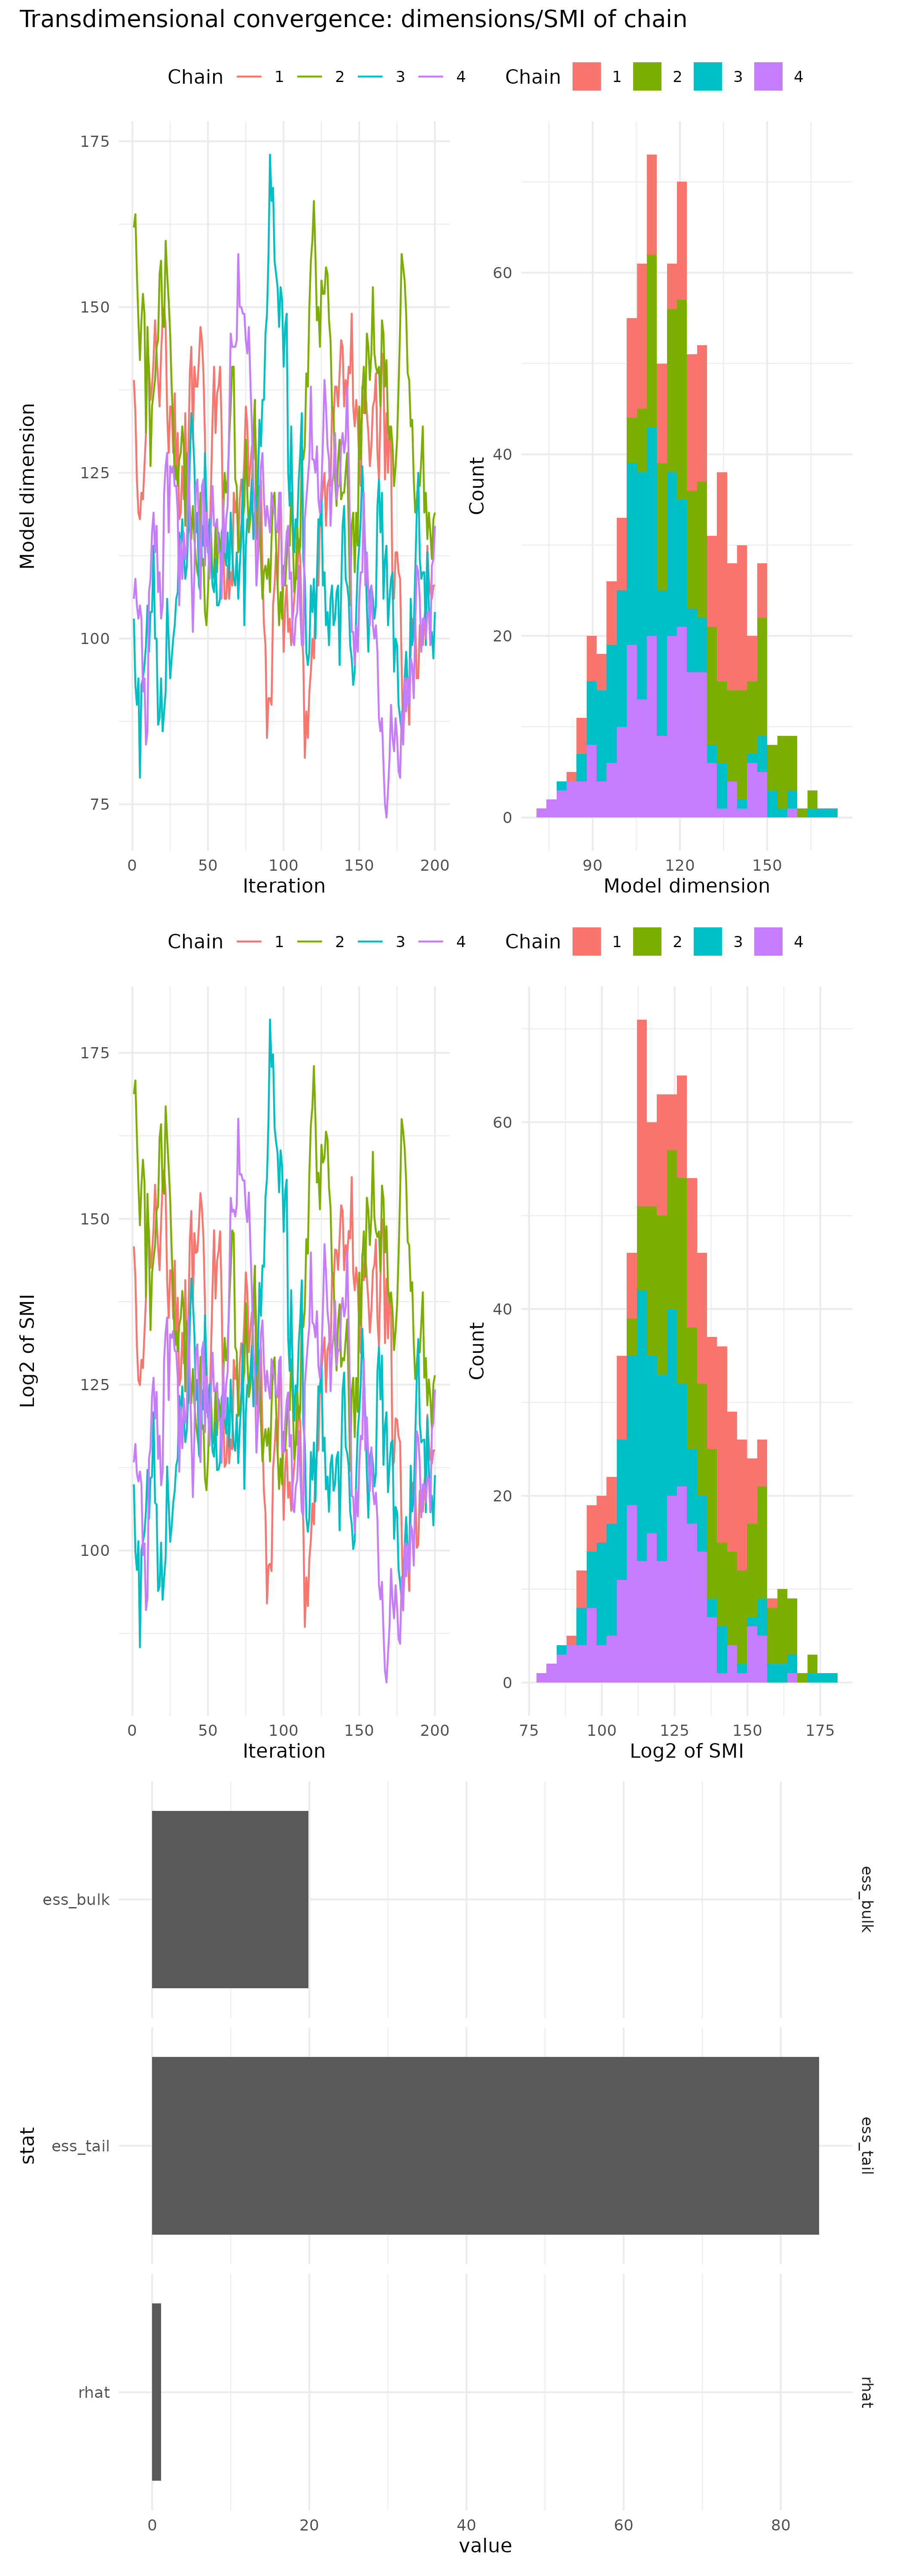 Transdimensional convergence: dimensions/SMI of chain
Chain 1 2 3 4
Chain 1 2 3 4
175
150
125
100
75
Model dimension
0 50 100 150 200
Iteration
60
40
20
0
Count
90 120 150
Model dimension
Chain 1 2 3 4
Chain 1 2 3 4
175
150
125
100
Log2 of SMI
0 50 100 150 200
Iteration
60
40
20
0
Count
75 100 125 150 175
Log2 of SMI
stat
ess_bulk
ess_bulk
ess_tail
ess_tail
rhat
rhat
0 20 40 60 80
value